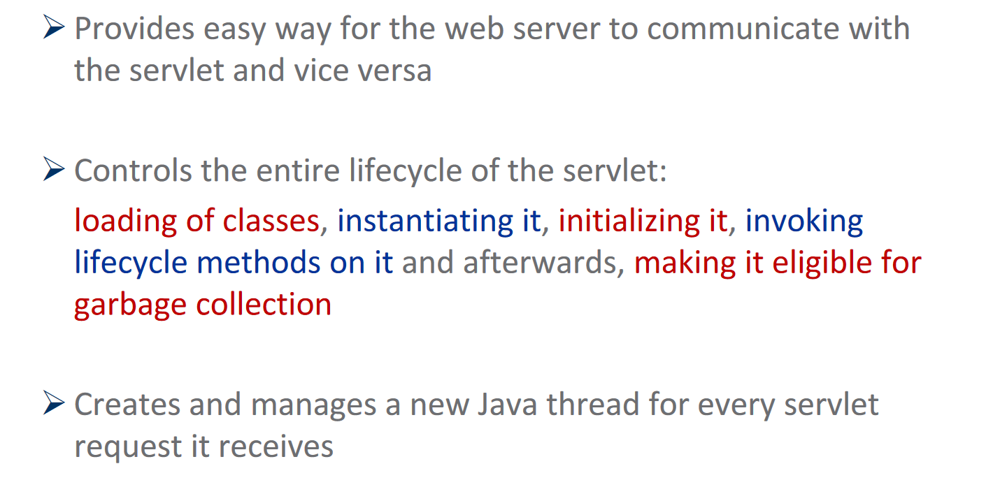 ➢ Provides easy way for the web server to communicate with
the servlet and vice versa
➢ Controls the entire lifecycle of the servlet:
loading of classes, instantiating it, initializing it, invoking
lifecycle methods on it and afterwards, making it eligible for
garbage collection
➢ Creates and manages a new Java thread for every servlet
request it receives